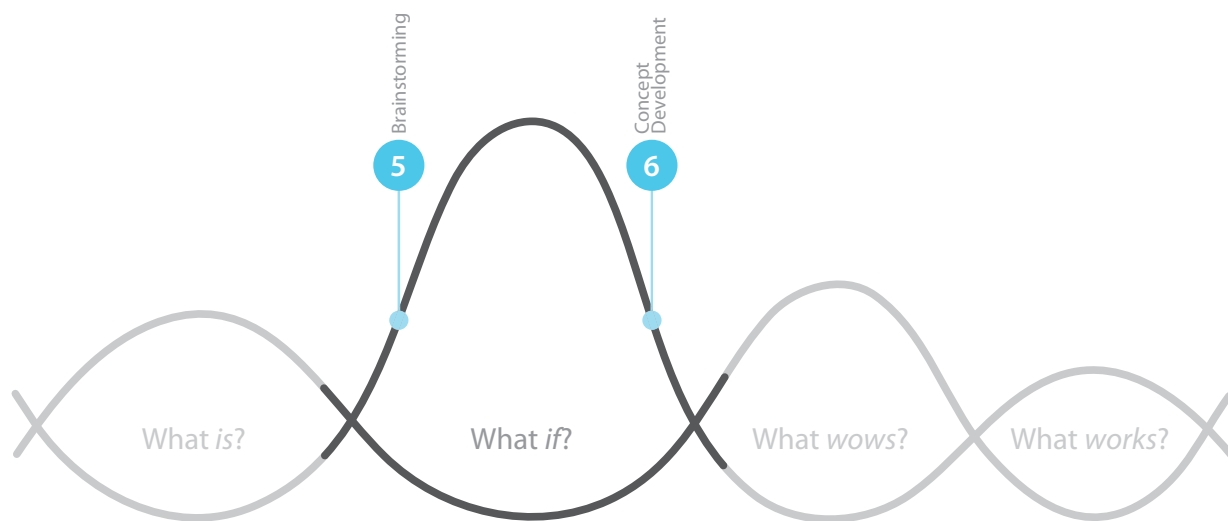 Brainstorming
5
Concept
Development
6
What is?
What if?
What wows?
What works?